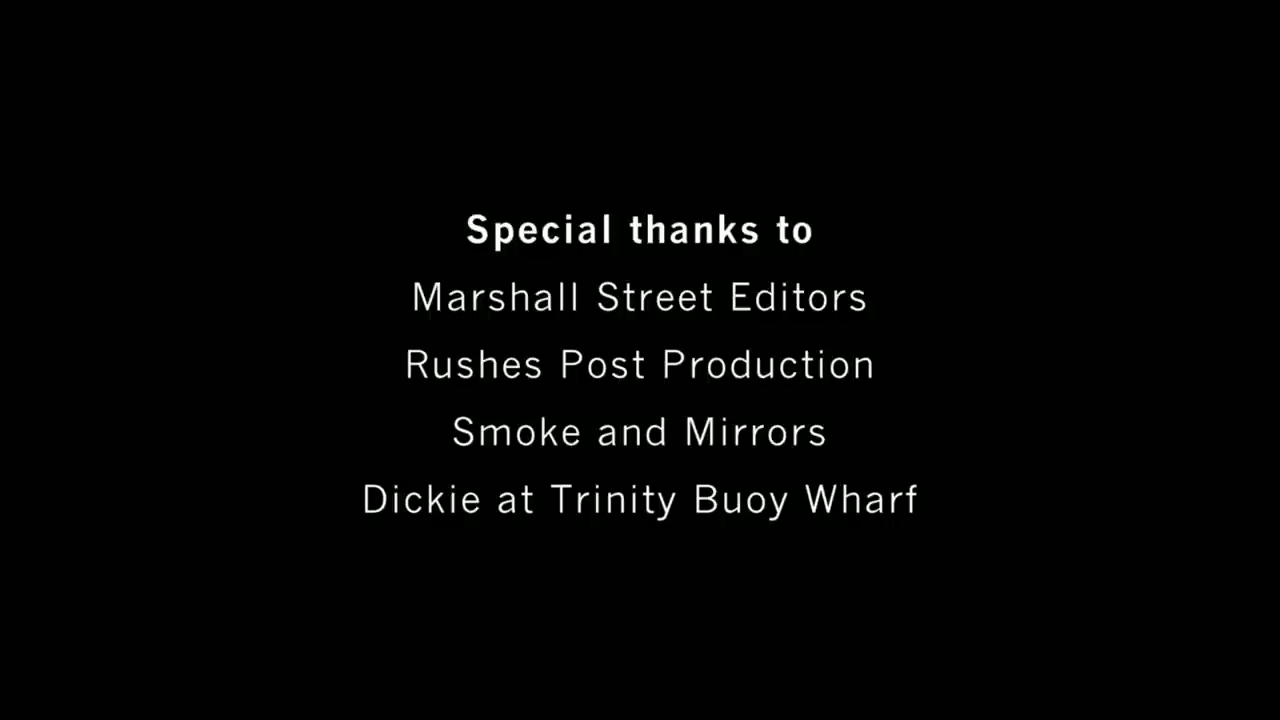 Special thanks to
Marshall Street Editors
Rushes Post Production
Smoke and Mirrors
Dickie at Trinity Buoy Wharf